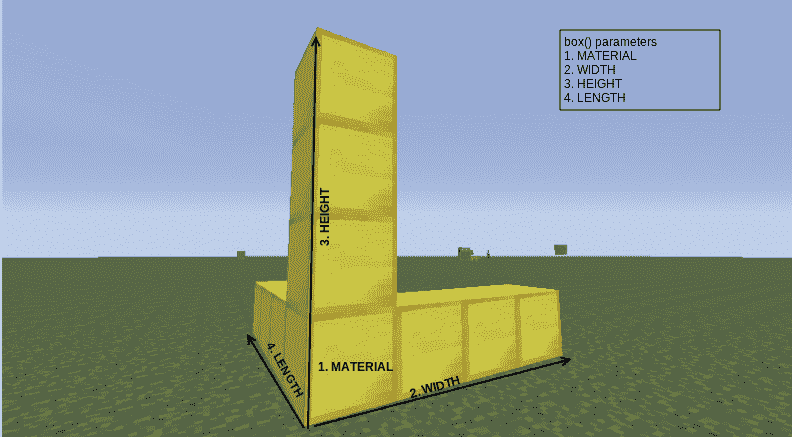 box() parameters
1. MATERIAL
2. WIDTH
3. HEIGHT
4. LENGTH
3. HEIGHT
4. LENGTH
1. MATERIAL
2. WIDTH